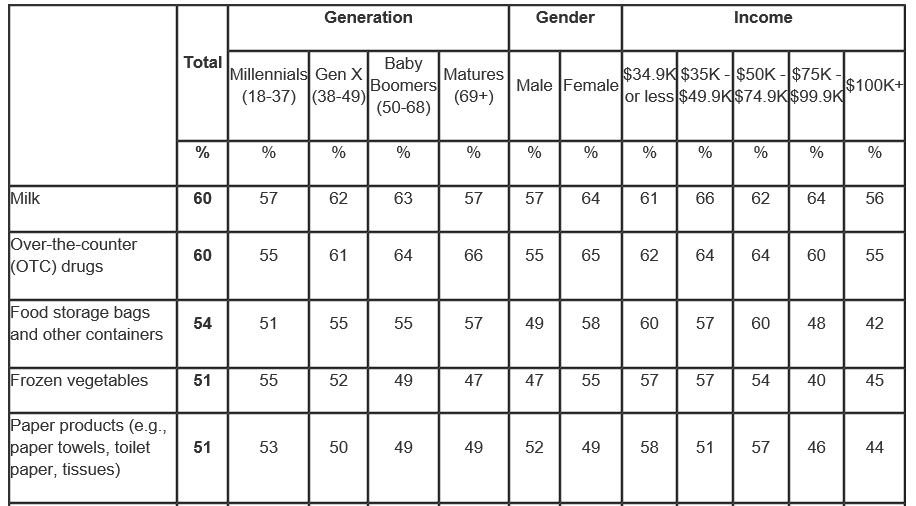 Generation Gender Income
Total Millennials (18-37) Gen X (38-49) Baby Boomers (50-68) Matures (69+) Male Female $34.9K or less $35K - $49.9K $50K - $74.9K $75K - $99.9K $100K+
% % % % % % % % % % % %
Milk 60 57 62 63 57 57 64 61 66 62 64 56
Over-the-counter
(OTC) drugs 60 55 61 64 66 55 65 62 64 64 60 55
Food storage bags
and other containers 54 51 55 55 57 49 58 60 57 60 48 42
Frozen vegetables 51 55 52 49 47 47 55 57 57 54 40 45
Paper products (e.g.,
paper towels, toilet 51 53 50 49 49 52 49 58 51 57 46 44
paper, tissues)